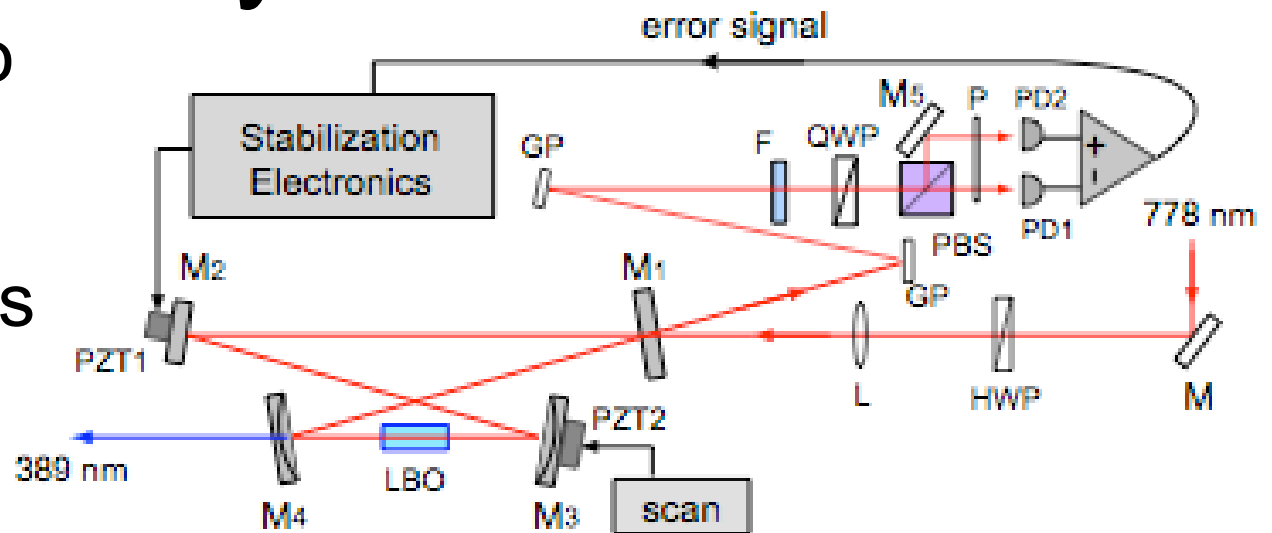 error signal
Stabilization
Electronics
GP
F
QWP
M5
P
PD2
+
-
PD1
PBS
778 nm
GP
M2
M1
PZT1
L
HWP
M
PZT2
389 nm
LBO
M4
M3
scan